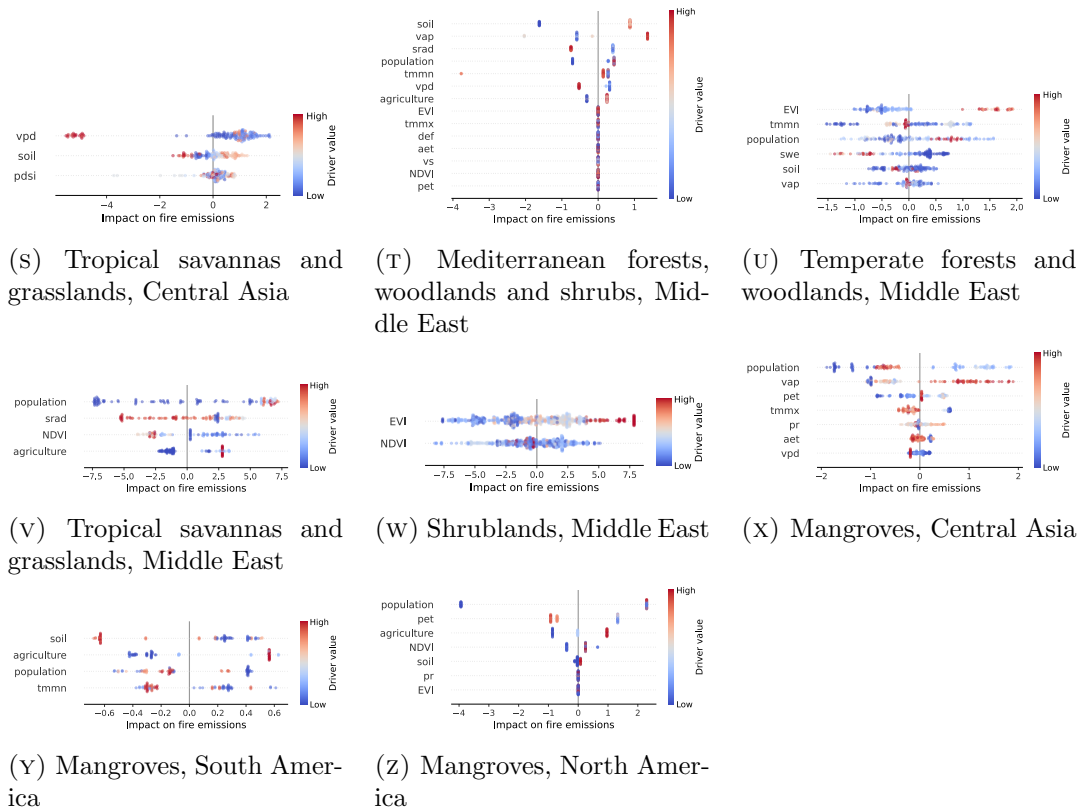 High
soil
vap
srad
population
tmmn
vpd
agriculture
EVI
tmmx
def
aet
vs
NDVI
pet
Driver value
Low
−4 −3 −2 −1 0 1
Impact on fire emissions
High
vpd
soil
pdsi
Driver value
Low
−4 −2 0 2
Impact on fire emissions
High
EVI
tmmn
population
swe
soil
vap
Driver value
Low
−1,5 −1,0 −0,5 0,0 0,5 1,0 1,5 2,0
Impact on fire emissions
(S) Tropical savannas and
grasslands, Central Asia
(T) Mediterranean forests,
woodlands and shrubs, Mid-
dle East
(U) Temperate forests and
woodlands, Middle East
High
population
srad
NDVI
agriculture
Driver value
Low
−7.5 −5.0 −2.5 0.0 2.5 5.0 7.5
Impact on fire emissions
High
EVI
NDVI
Driver value
Low
−7.5 −5.0 −2.5 0.0 2.5 5.0 7.5
Impact on fire emissions
High
population
vap
pet
tmmx
pr
aet
vpd
Driver value
Low
−2 −1 0 1 2
Impact on fire emissions
(V) Tropical savannas and
grasslands, Middle East
(W) Shrublands, Middle East
(X) Mangroves, Central Asia
High
soil
agriculture
population
tmmn
Driver value
Low
−0.6 −0.4 −0.2 0.0 0.2 0.4 0.6
Impact on fire emissions
High
population
pet
agriculture
NDVI
soil
pr
EVI
Driver value
Low
−4 −3 −2 −1 0 1 2
Impact on fire emissions
(Y) Mangroves, South Amer-
ica
(Z) Mangroves, North Amer-
ica